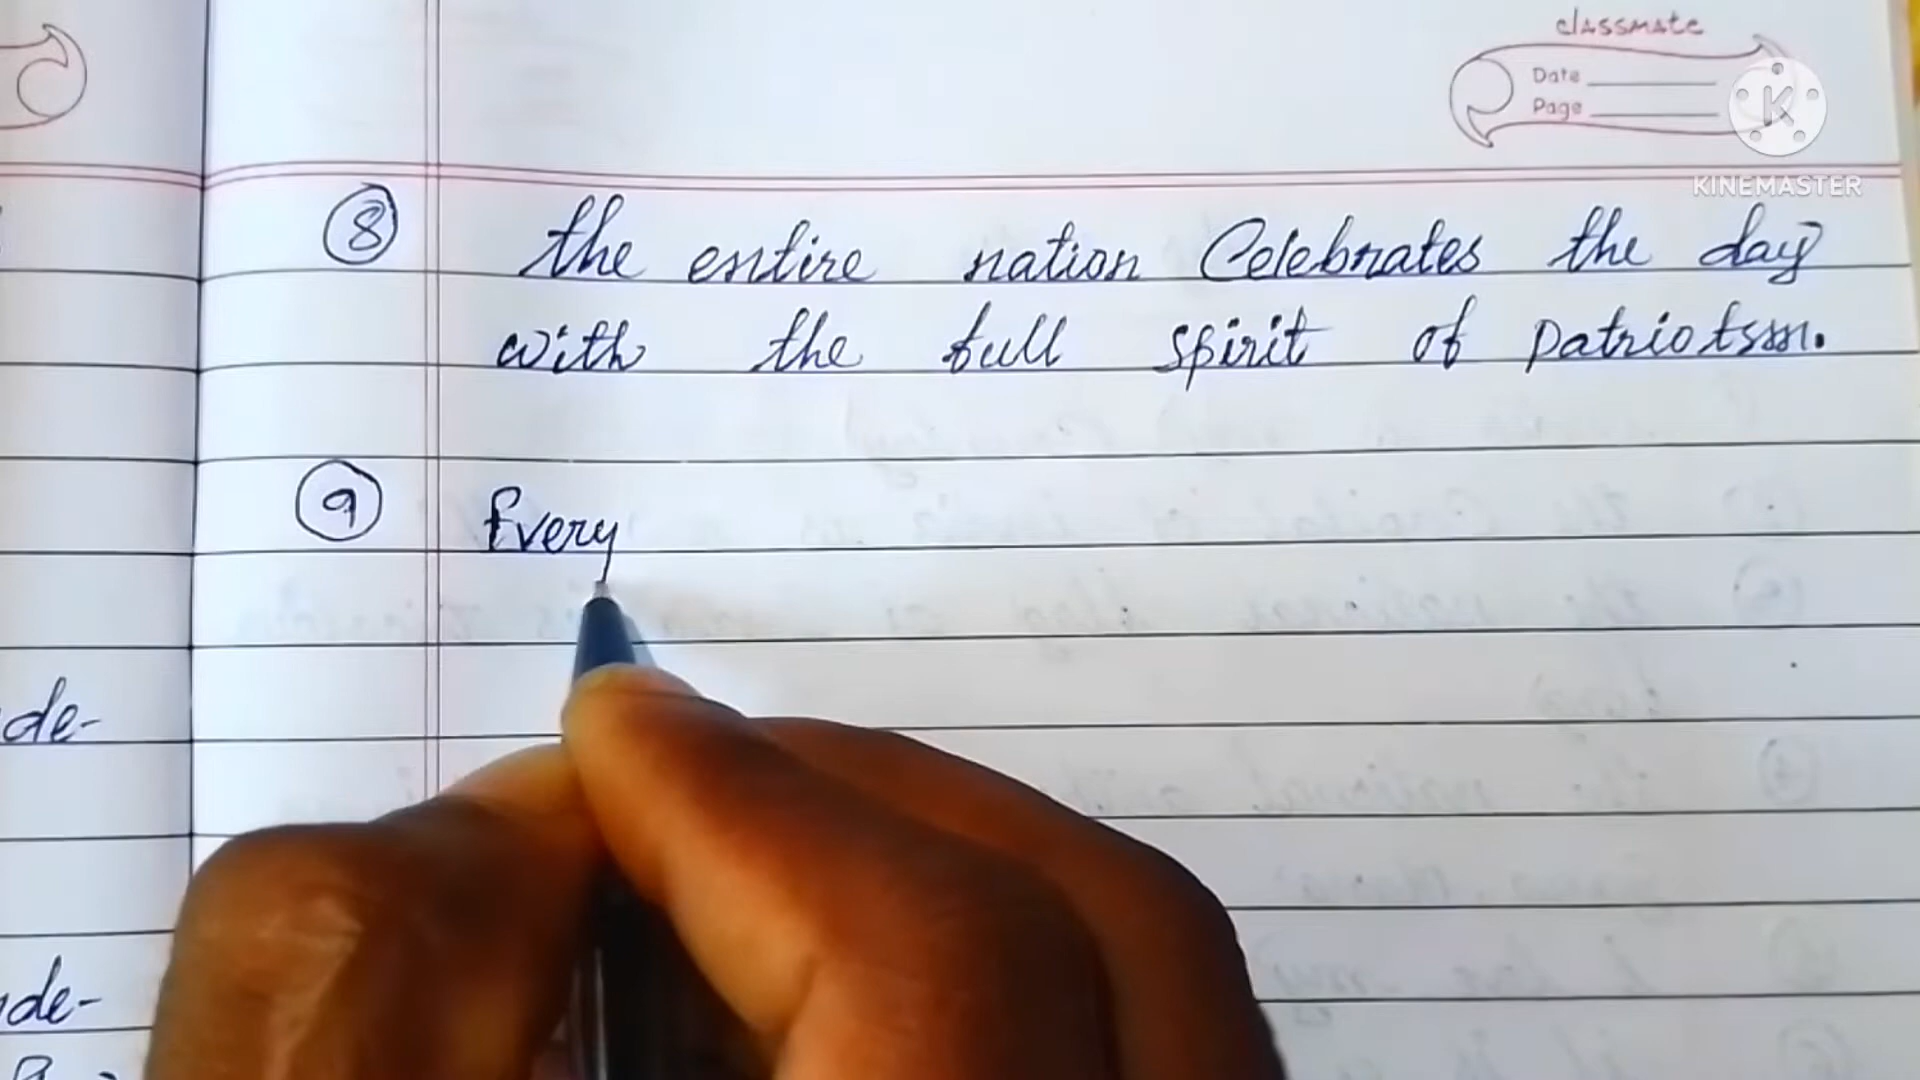 classmate
Date
Page
KINEMASTER
8 the entire nation Celebrates the day
with the full spirit of Patriotsm.
9 Every
de-
de-